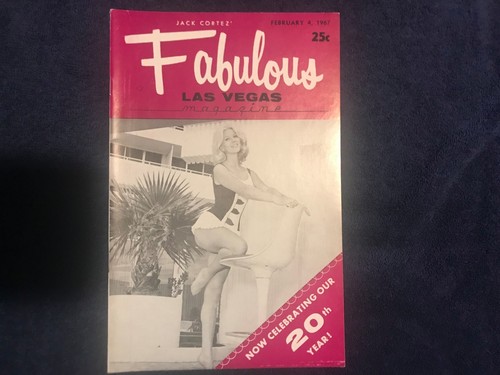 JACK CORTEZ'
FEBRUARY 4, 1967
25c
Fabulous
LAS VEGAS
magazine
NOW CELEBRATING OUR
20th
YEAR!